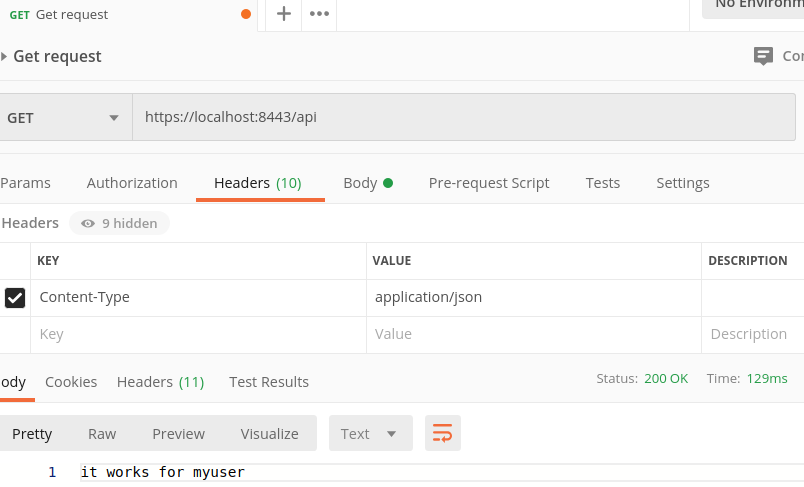 GET Get request
No Environm
Get request
Con
GET https://localhost:8443/api
Params Authorization Headers (10) Body Pre-request Script Tests Settings
Headers 9 hidden
KEY VALUE DESCRIPTION
Content-Type application/json
Key Value Description
ody Cookies Headers (11) Test Results Status: 200 OK Time: 129ms
Pretty Raw Preview Visualize Text
1 it works for myuser